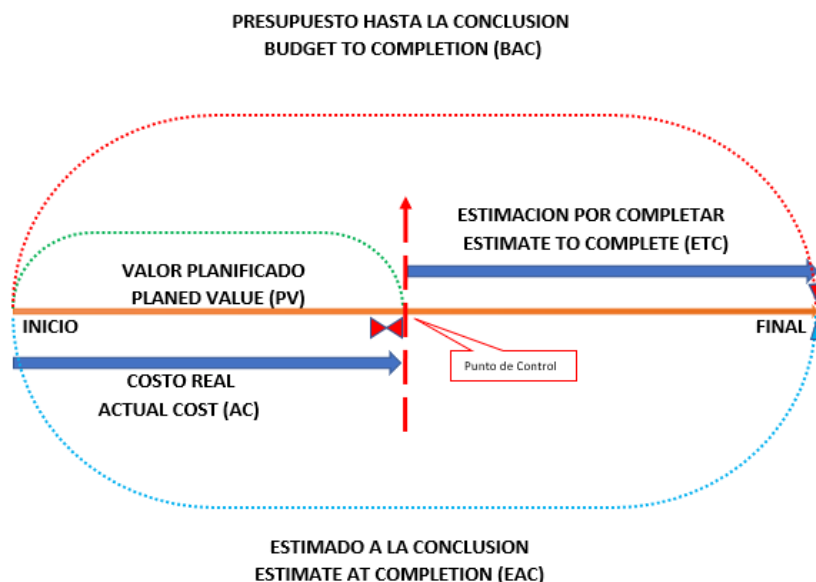 PRESUPUESTO HASTA LA CONCLUSION
BUDGET TO COMPLETION (BAC)
ESTIMACION POR COMPLETAR
ESTIMATE TO COMPLETE (ETC)
VALOR PLANIFICADO
PLANED VALUE (PV)
INICIO
FINAL
Punto de Control
COSTO REAL
ACTUAL COST (AC)
ESTIMADO A LA CONCLUSION
ESTIMATE AT COMPLETION (EAC)